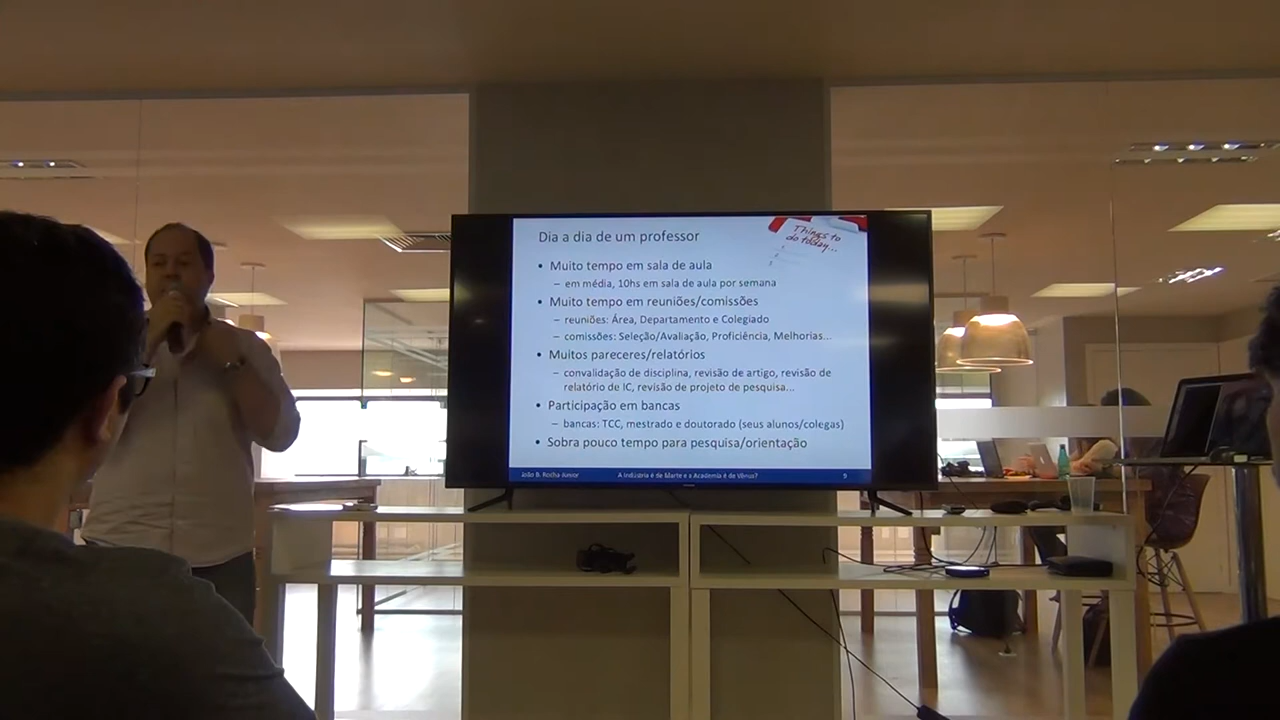 Dia a dia de um professor
Things to
do today...
• Muito tempo em sala de aula
– em média, 10hs em sala de aula por semana
• Muito tempo em reuniões/comissões
– reuniões: Área, Departamento e Colegiado
– comissões: Seleção/Avaliação, Proficiência, Melhorias...
• Muitos pareceres/relatórios
– convalidação de disciplina, revisão de artigo, revisão de
relatório de IC, revisão de projeto de pesquisa...
• Participação em bancas
– bancas: TCC, mestrado e doutorado (seus alunos/colegas)
• Sobra pouco tempo para pesquisa/orientação
João B. Rocha-Junior
A Indústria é de Marte e a Academia é de Vênus?
9